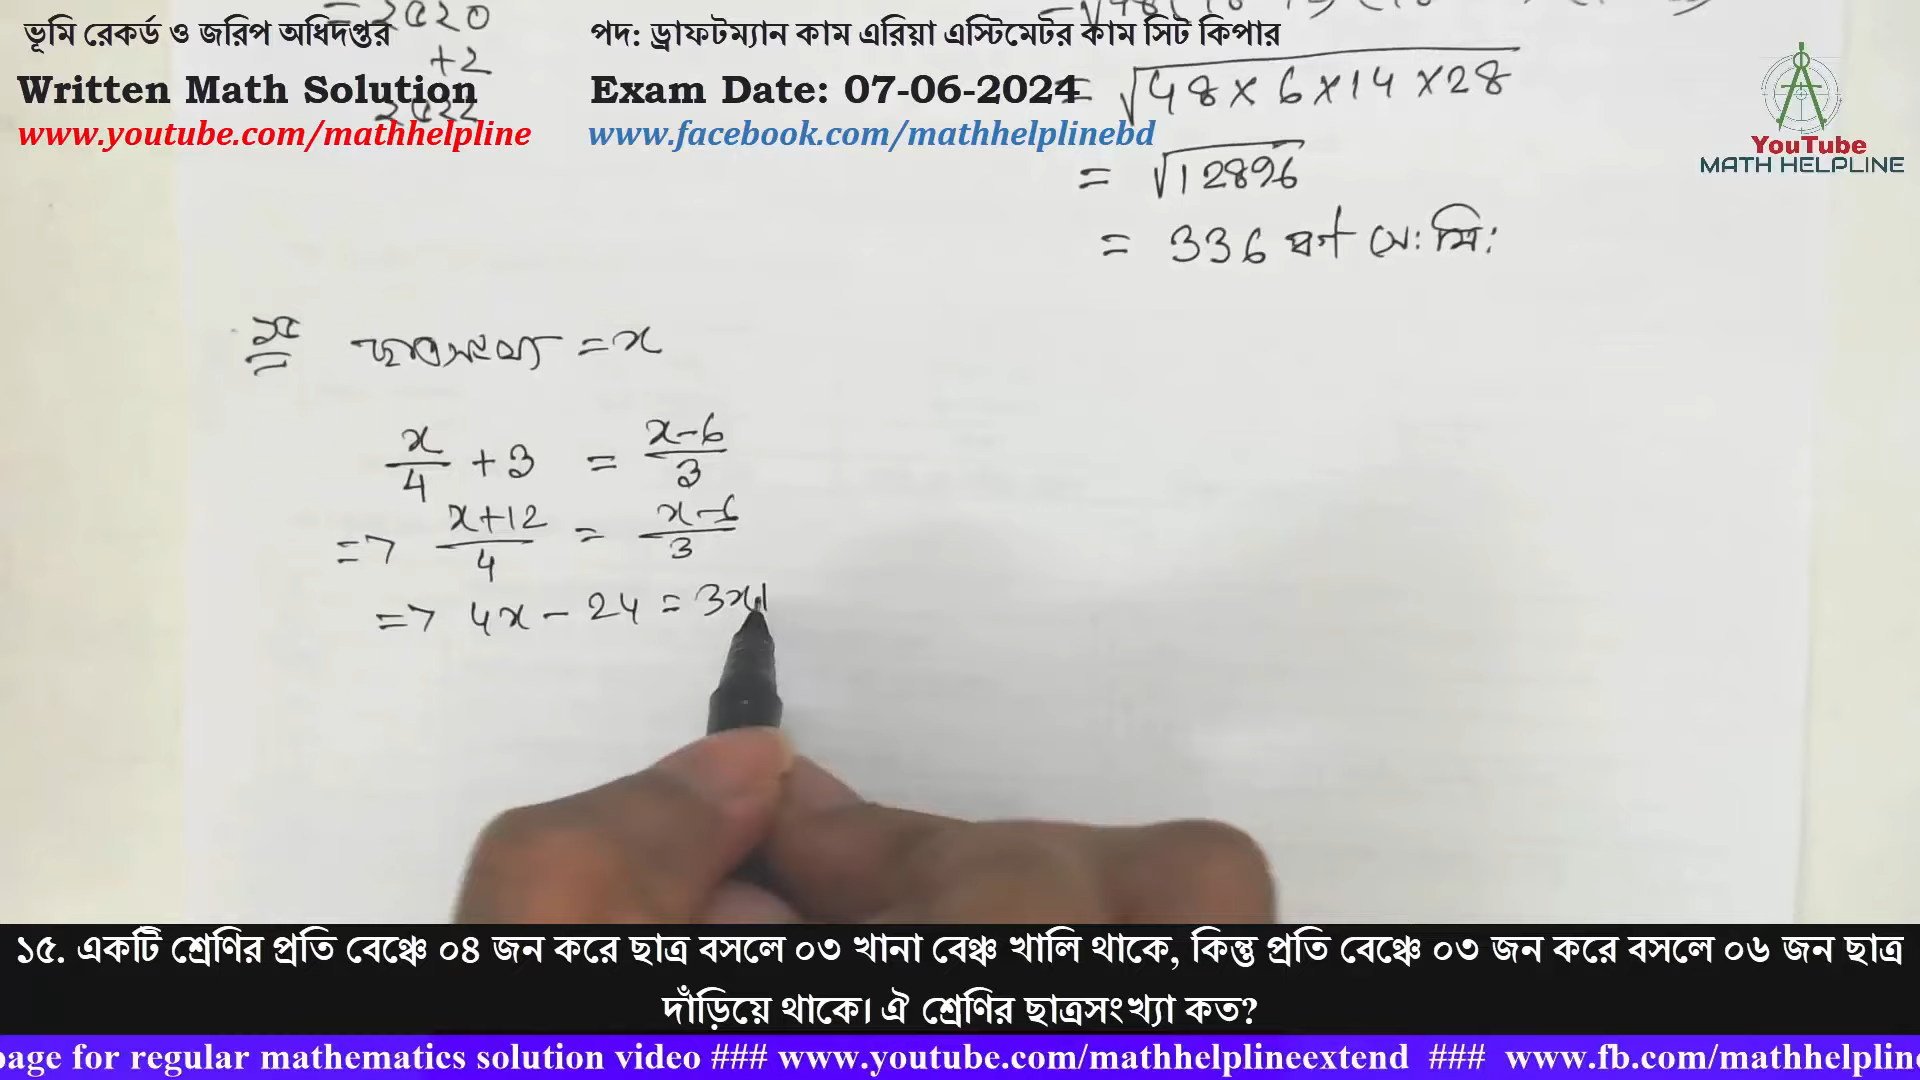 = 2520
ভূমি রেকর্ড ও জরিপ অধিদপ্তর
+2
Written Math Solution
2522
www.youtube.com/mathhelpline
পদ: ড্রাফটম্যান কাম এরিয়া এস্টিমেটর কাম সিট কিপার
Exam Date: 07-06-2024
www.facebook.com/mathhelplinebd
YouTube
MATH HELPLINE
= √48×6×14×28
= √12896
= 336 বর্গ সে: মি:
১৫ ছাত্রসংখ্যা = x
x/4 + 3 = x-6/3
=> x+12/4 = x-6/3
=> 4x - 24 = 3x+
১৫. একটি শ্রেণির প্রতি বেঞ্চে ০৪ জন করে ছাত্র বসলে ০৩ খানা বেঞ্চ খালি থাকে, কিন্তু প্রতি বেঞ্চে ০৩ জন করে বসলে ০৬ জন ছাত্র
দাঁড়িয়ে থাকে। ঐ শ্রেণির ছাত্রসংখ্যা কত?
page for regular mathematics solution video ### www.youtube.com/mathhelplineextend ### www.fb.com/mathhelpline